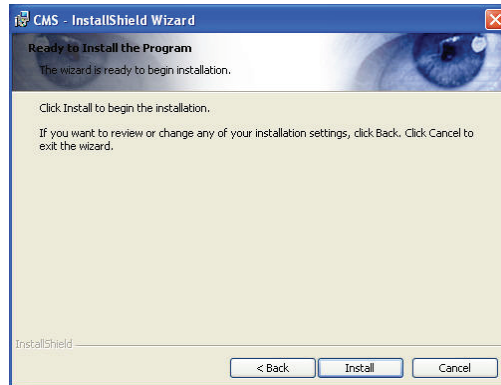 CMS - InstallShield Wizard
Ready to Install the Program
The wizard is ready to begin installation.
Click Install to begin the installation.
If you want to review or change any of your installation settings, click Back. Click Cancel to
exit the wizard.
InstallShield
< Back Install Cancel